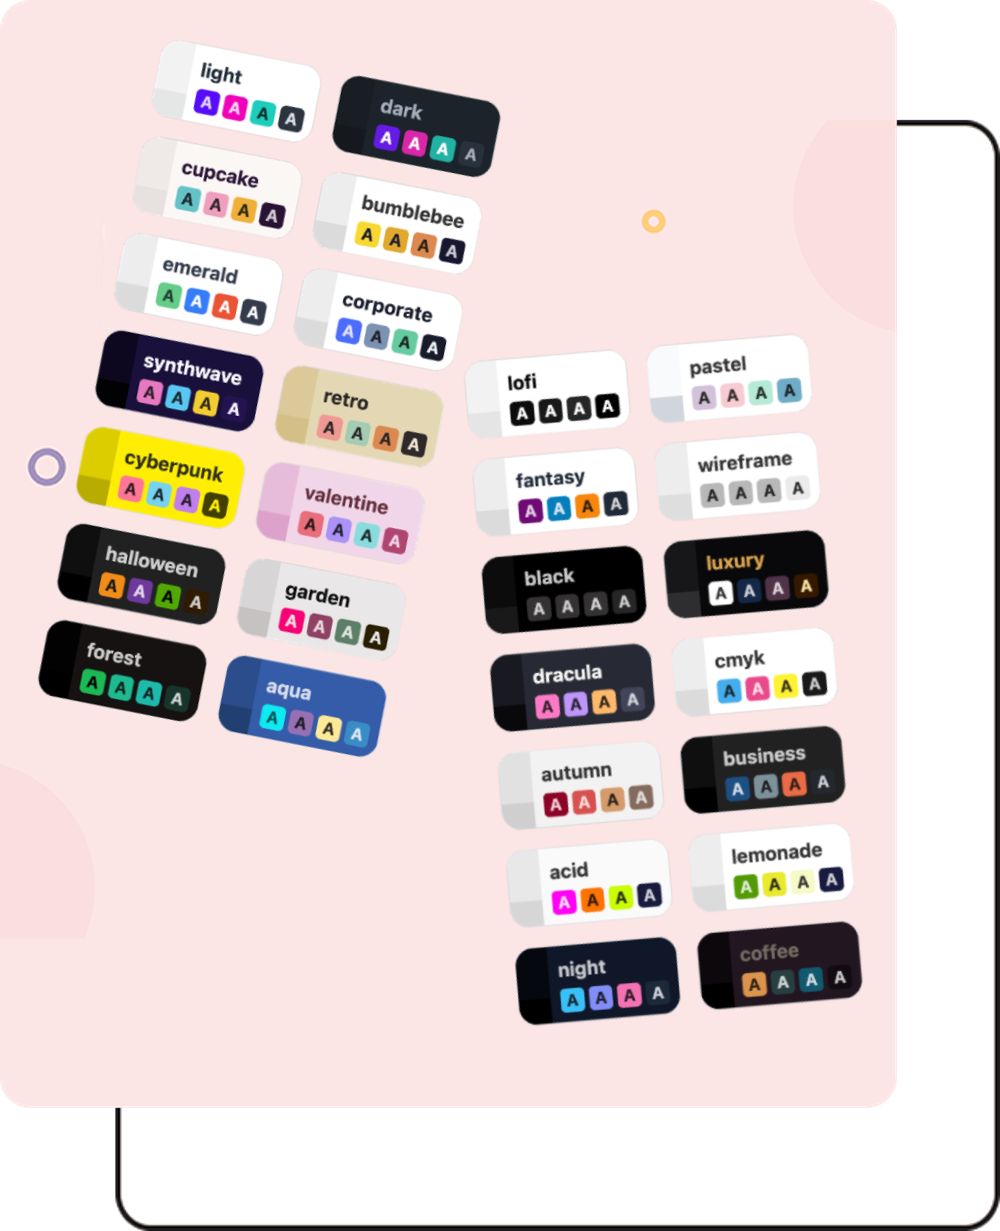 light
A A A A
dark
A A A A
cupcake
A A A A
bumblebee
A A A A
emerald
A A A A
corporate
A A A A
synthwave
A A A A
retro
A A A A
cyberpunk
A A A A
valentine
A A A A
halloween
A A A A
garden
A A A A
forest
A A A A
aqua
A A A A
lofi
A A A A
pastel
A A A A
fantasy
A A A A
wireframe
A A A A
black
A A A A
luxury
A A A A
dracula
A A A A
cmyk
A A A A
autumn
A A A A
business
A A A A
acid
A A A A
lemonade
A A A A
night
A A A A
coffee
A A A A